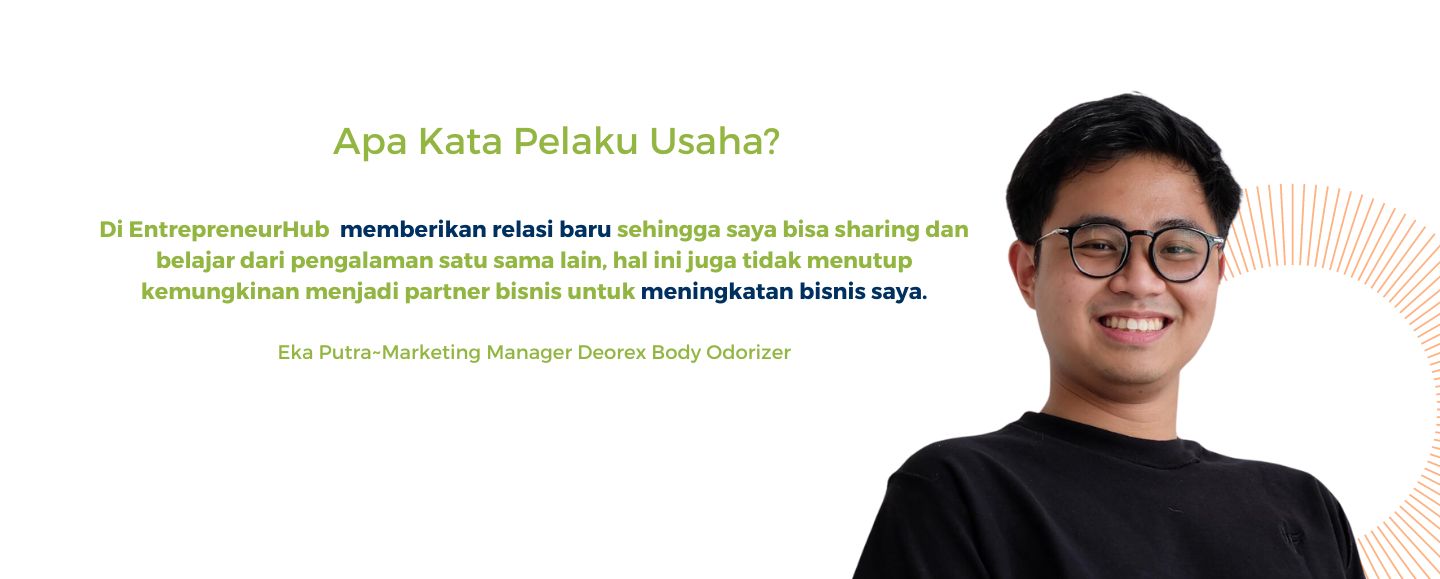 Apa Kata Pelaku Usaha?
Di EntrepreneurHub memberikan relasi baru sehingga saya bisa sharing dan
belajar dari pengalaman satu sama lain, hal ini juga tidak menutup
kemungkinan menjadi partner bisnis untuk meningkatan bisnis saya.
Eka Putra~Marketing Manager Deorex Body Odorizer